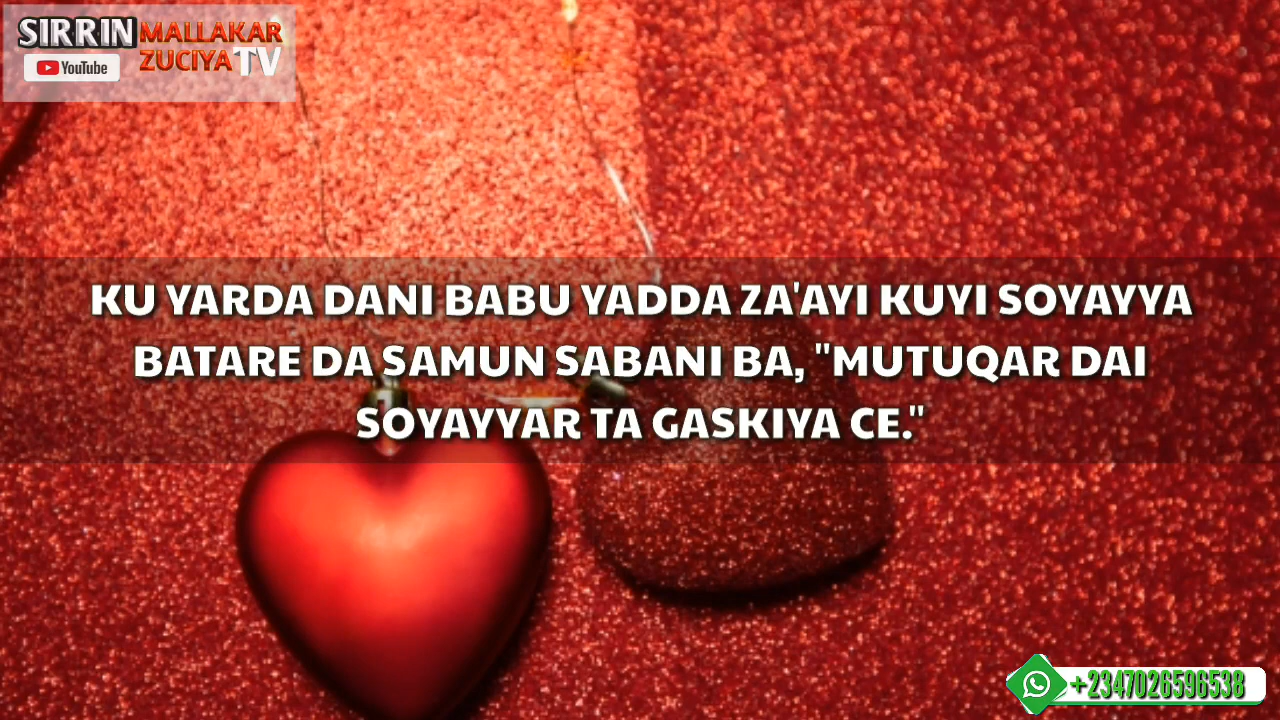 SIRRIN MALLAKAR
ZUCIYA TV
YouTube
KU YARDA DANI BABU YADDA ZA'AYI KUYI SOYAYYA
BATARE DA SAMUN SABANI BA, "MUTUQAR DAI
SOYAYYAR TA GASKIYA CE."
+2347026596538